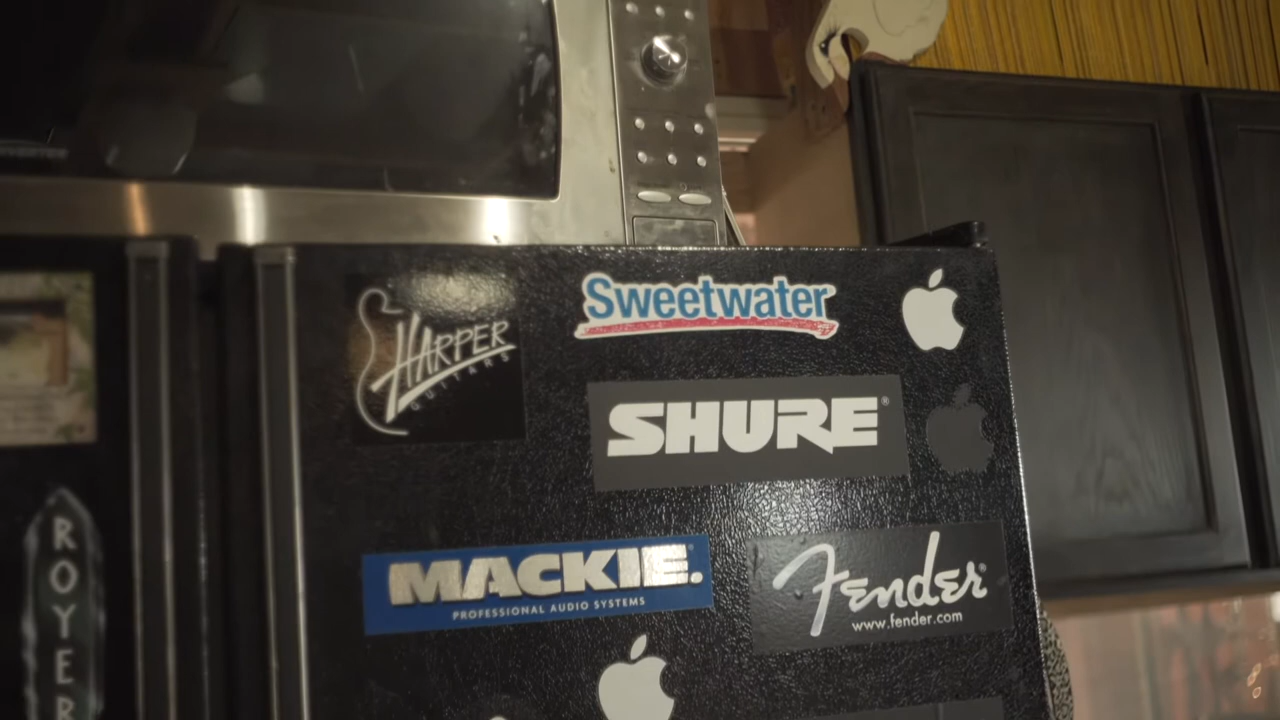 HARPER
GUITARS
Sweetwater
SHURE®
MACKIE.
PROFESSIONAL AUDIO SYSTEMS
Fender®
www.fender.com
ROYER